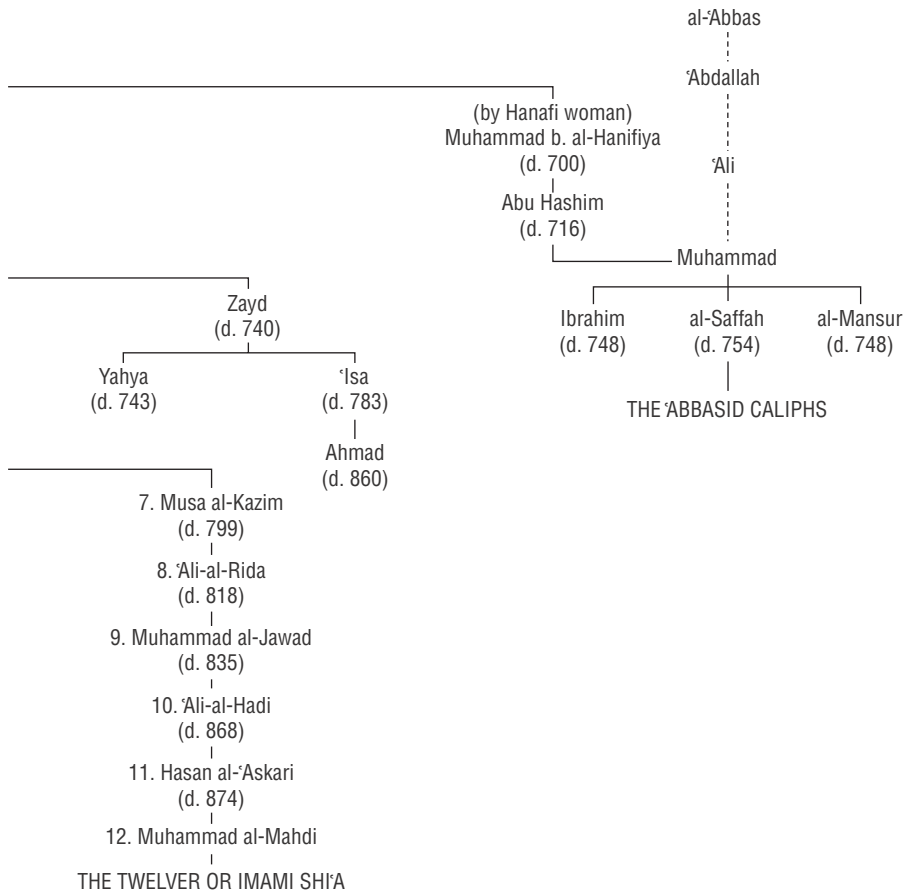 al-ʿAbbas
ʿAbdallah
(by Hanafi woman)
Muhammad b. al-Hanifiya
(d. 700)
ʿAli
Abu Hashim
(d. 716)
Muhammad
Zayd
(d. 740)
Ibrahim
(d. 748)
al-Saffah
(d. 754)
al-Mansur
(d. 748)
Yahya
(d. 743)
ʿIsa
(d. 783)
THE ʿABBASID CALIPHS
Ahmad
(d. 860)
7. Musa al-Kazim
(d. 799)
8. ʿAli-al-Rida
(d. 818)
9. Muhammad al-Jawad
(d. 835)
10. ʿAli-al-Hadi
(d. 868)
11. Hasan al-ʿAskari
(d. 874)
12. Muhammad al-Mahdi
THE TWELVER OR IMAMI SHIʿA